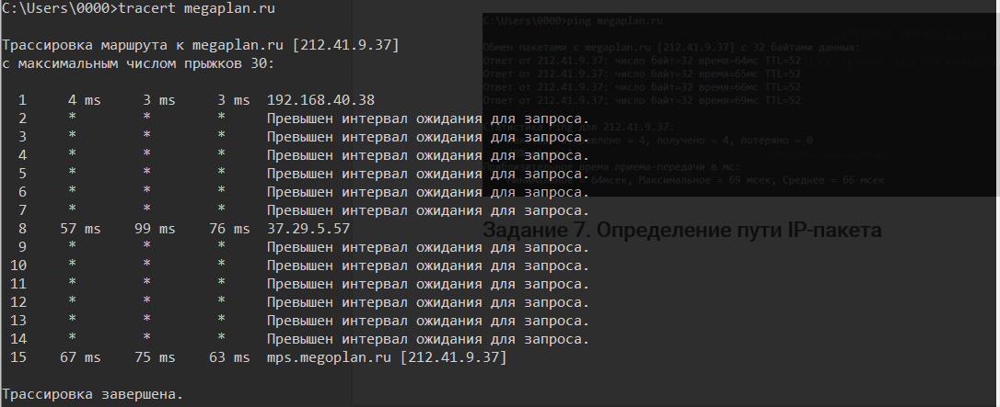 C:\Users\0000>tracert megaplan.ru
Трассировка маршрута к megaplan.ru [212.41.9.37]
с максимальным числом прыжков 30:
1 4 ms 3 ms 3 ms 192.168.40.38
2 * * * Превышен интервал ожидания для запроса.
3 * * * Превышен интервал ожидания для запроса.
4 * * * Превышен интервал ожидания для запроса.
5 * * * Превышен интервал ожидания для запроса.
6 * * * Превышен интервал ожидания для запроса.
7 * * * Превышен интервал ожидания для запроса.
8 57 ms 99 ms 76 ms 37.29.5.57
9 * * * Превышен интервал ожидания для запроса.
10 * * * Превышен интервал ожидания для запроса.
11 * * * Превышен интервал ожидания для запроса.
12 * * * Превышен интервал ожидания для запроса.
13 * * * Превышен интервал ожидания для запроса.
14 * * * Превышен интервал ожидания для запроса.
15 67 ms 75 ms 63 ms mps.megoplan.ru [212.41.9.37]
Трассировка завершена.
C:\Users\0000>ping megaplan.ru
Обмен пакетами с megaplan.ru [212.41.9.37] с 32 байтами данных:
Ответ от 212.41.9.37: число байт=32 время=64мс TTL=52
Ответ от 212.41.9.37: число байт=32 время=65мс TTL=52
Ответ от 212.41.9.37: число байт=32 время=66мс TTL=52
Ответ от 212.41.9.37: число байт=32 время=69мс TTL=52
Статистика Ping для 212.41.9.37:
= 4, получено = 4, потеряно = 0
Приблизительное время приема-передачи в мс:
Минимальное = 64мсек, Максимальное = 69 мсек, Среднее = 66 мсек
Задание 7. Определение пути IP-пакета